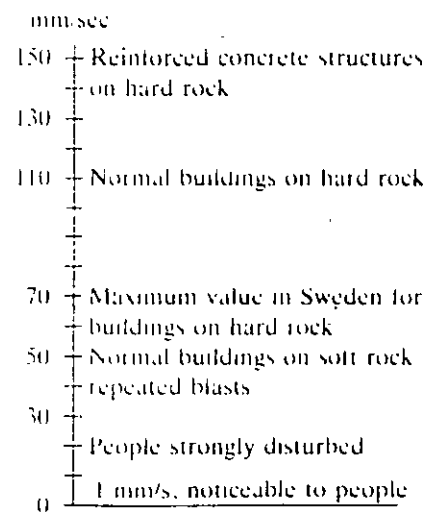 mm/sec
150 Reinforced concrete structures
on hard rock
130
110 Normal buildings on hard rock
70 Maximum value in Sweden for
buildings on hard rock
50 Normal buildings on soft rock
repeated blasts
30
People strongly disturbed
1 mm/s, noticeable to people
0